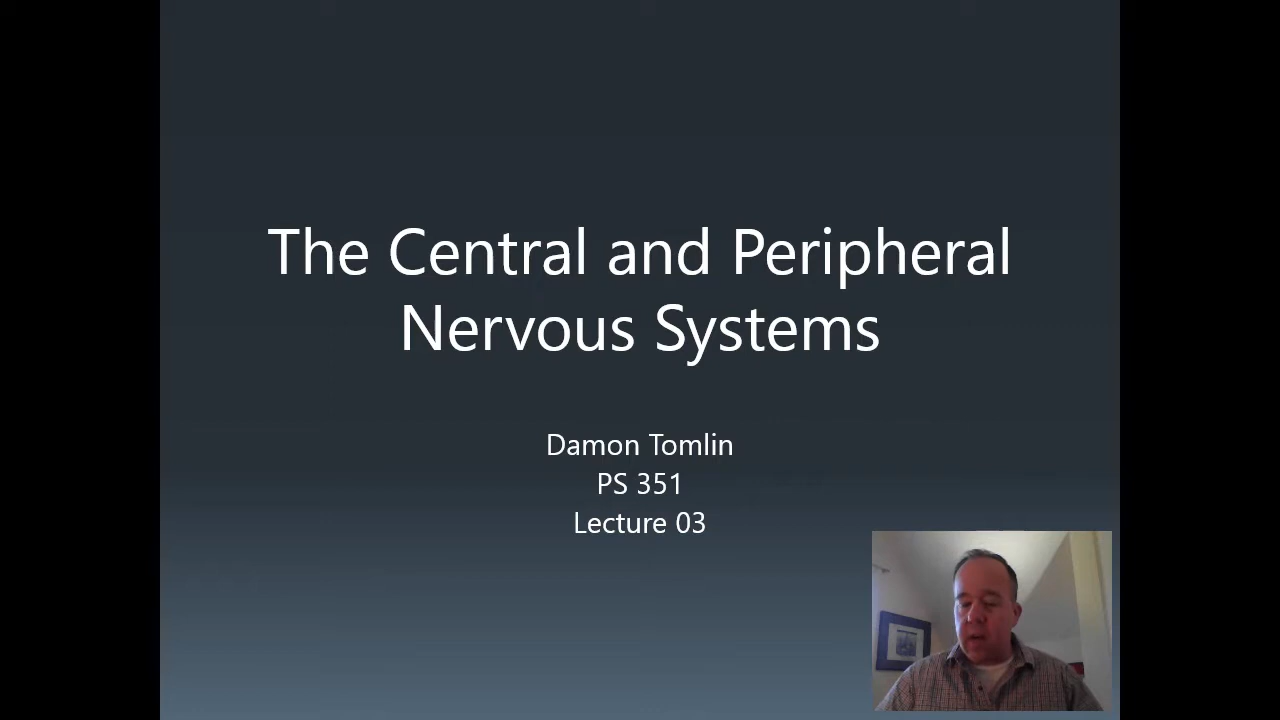 The Central and Peripheral
Nervous Systems
Damon Tomlin
PS 351
Lecture 03